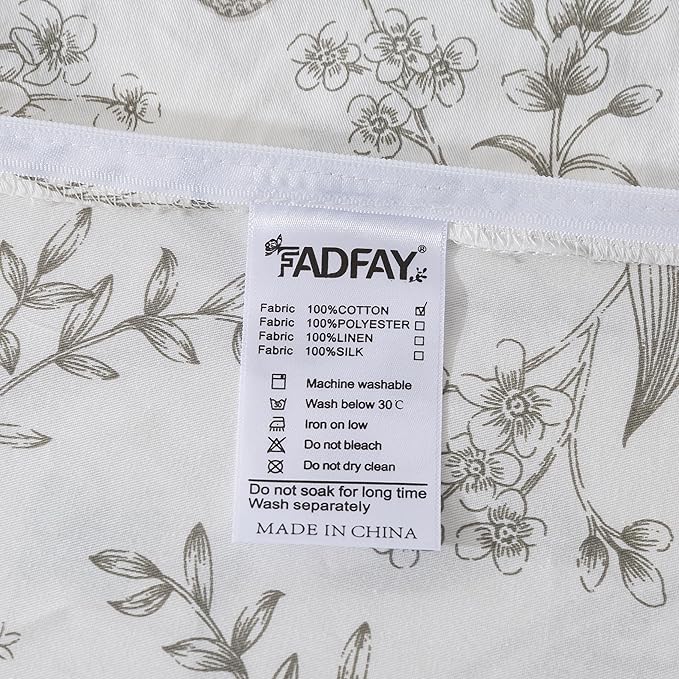 FADFAY®
Fabric 100%COTTON ☑
Fabric 100%POLYESTER ☐
Fabric 100%LINEN ☐
Fabric 100%SILK ☐
Machine washable
Wash below 30℃
Iron on low
Do not bleach
Do not dry clean
Do not soak for long time
Wash separately
MADE IN CHINA